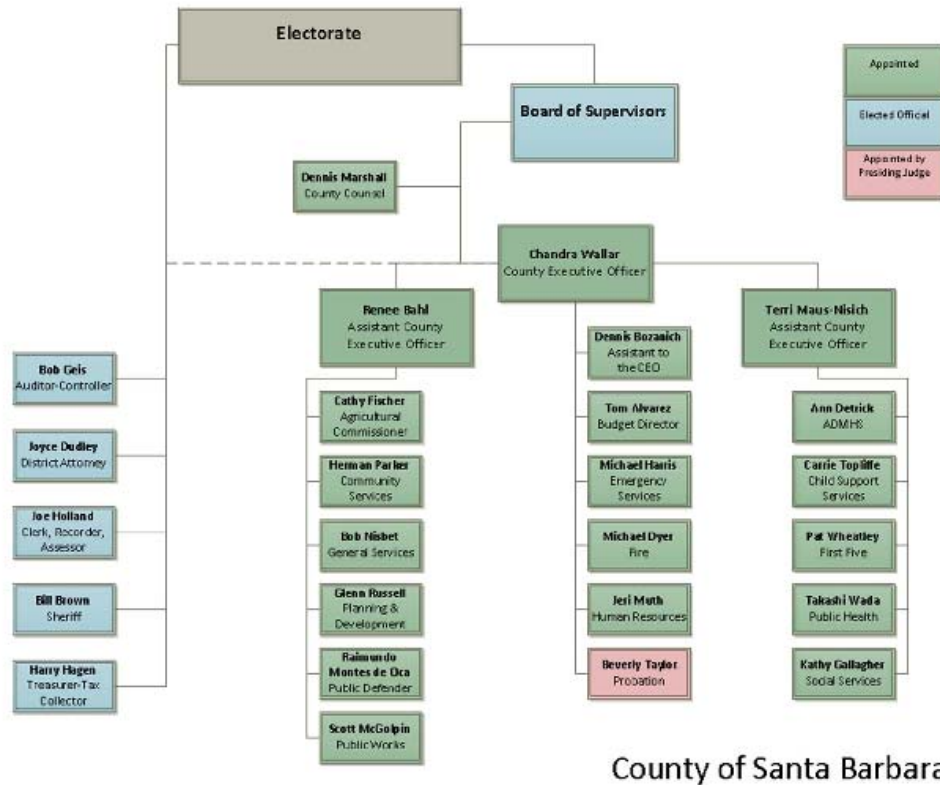 Electorate
Appointed
Elected Official
Appointed by
Presiding Judge
Board of Supervisors
Dennis Marshall
County Counsel
Chandra Wallar
County Executive Officer
Renee Bahl
Assistant County
Executive Officer
Terri Maus-Nisich
Assistant County
Executive Officer
Bob Geis
Auditor-Controller
Joyce Dudley
District Attorney
Joe Holland
Clerk, Recorder,
Assessor
Bill Brown
Sheriff
Harry Hagen
Treasurer-Tax
Collector
Cathy Fischer
Agricultural
Commissioner
Herman Parker
Community
Services
Bob Nisbet
General Services
Glenn Russell
Planning &
Development
Raimundo
Montes de Oca
Public Defender
Scott McGolpin
Public Works
Dennis Bozanich
Assistant to
the CEO
Tom Alvarez
Budget Director
Michael Harris
Emergency
Services
Michael Dyer
Fire
Jeri Muth
Human Resources
Beverly Taylor
Probation
Ann Detrick
ADMHS
Carrie Topliffe
Child Support
Services
Pat Wheatley
First Five
Takashi Wada
Public Health
Kathy Gallagher
Social Services
County of Santa Barbara